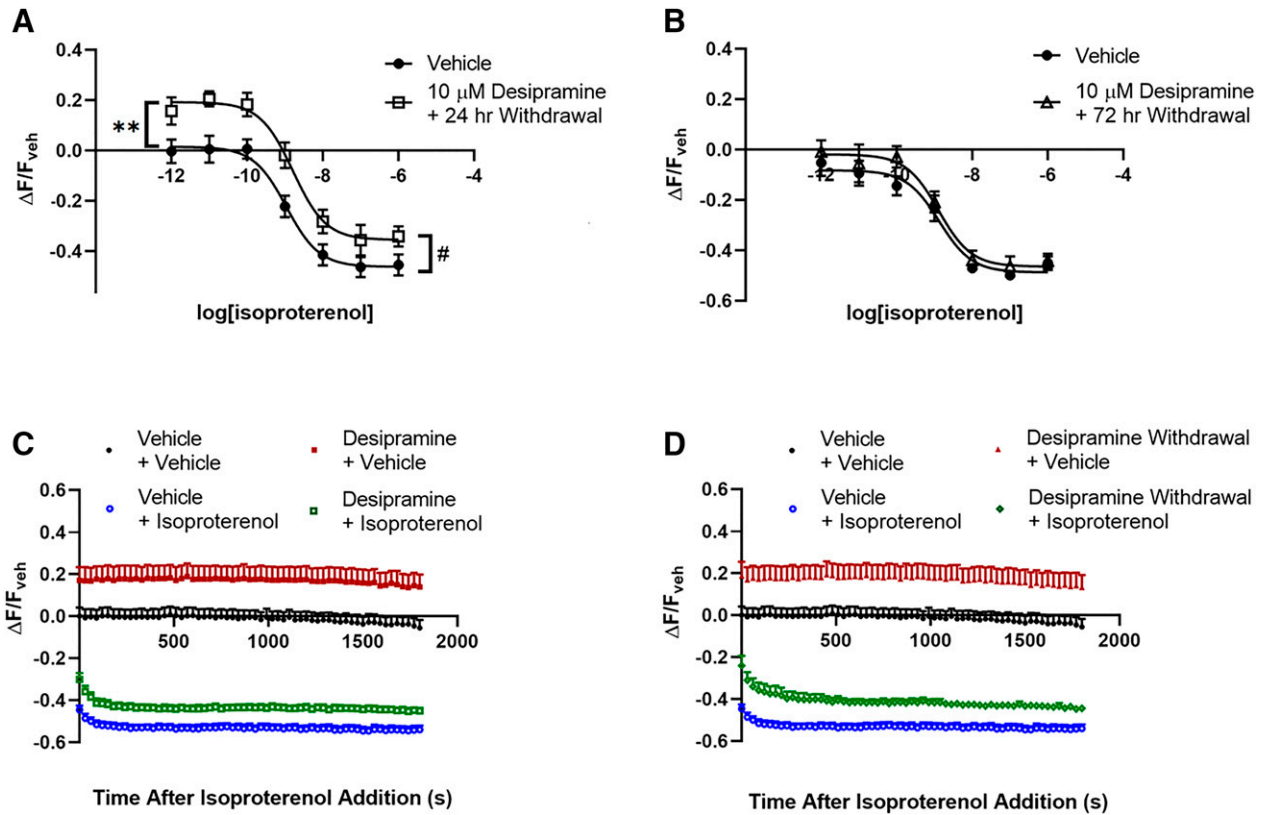 A
0.4
0.2
0.0
-0.2
-0.4
ΔF/Fveh
**
#
-12 -10 -8 -6 -4
log[isoproterenol]
Vehicle
10 μM Desipramine
+ 24 hr Withdrawal
B
0.4
0.2
0.0
-0.2
-0.4
-0.6
ΔF/Fveh
-12 -10 -8 -6 -4
log[isoproterenol]
Vehicle
10 μM Desipramine
+ 72 hr Withdrawal
C
Vehicle
+ Vehicle
Desipramine
+ Vehicle
Vehicle
+ Isoproterenol
Desipramine
+ Isoproterenol
0.6
0.4
0.2
0.0
-0.2
-0.4
-0.6
ΔF/Fveh
500 1000 1500 2000
Time After Isoproterenol Addition (s)
D
Vehicle
+ Vehicle
Desipramine Withdrawal
+ Vehicle
Vehicle
+ Isoproterenol
Desipramine Withdrawal
+ Isoproterenol
0.6
0.4
0.2
0.0
-0.2
-0.4
-0.6
ΔF/Fveh
500 1000 1500 2000
Time After Isoproterenol Addition (s)